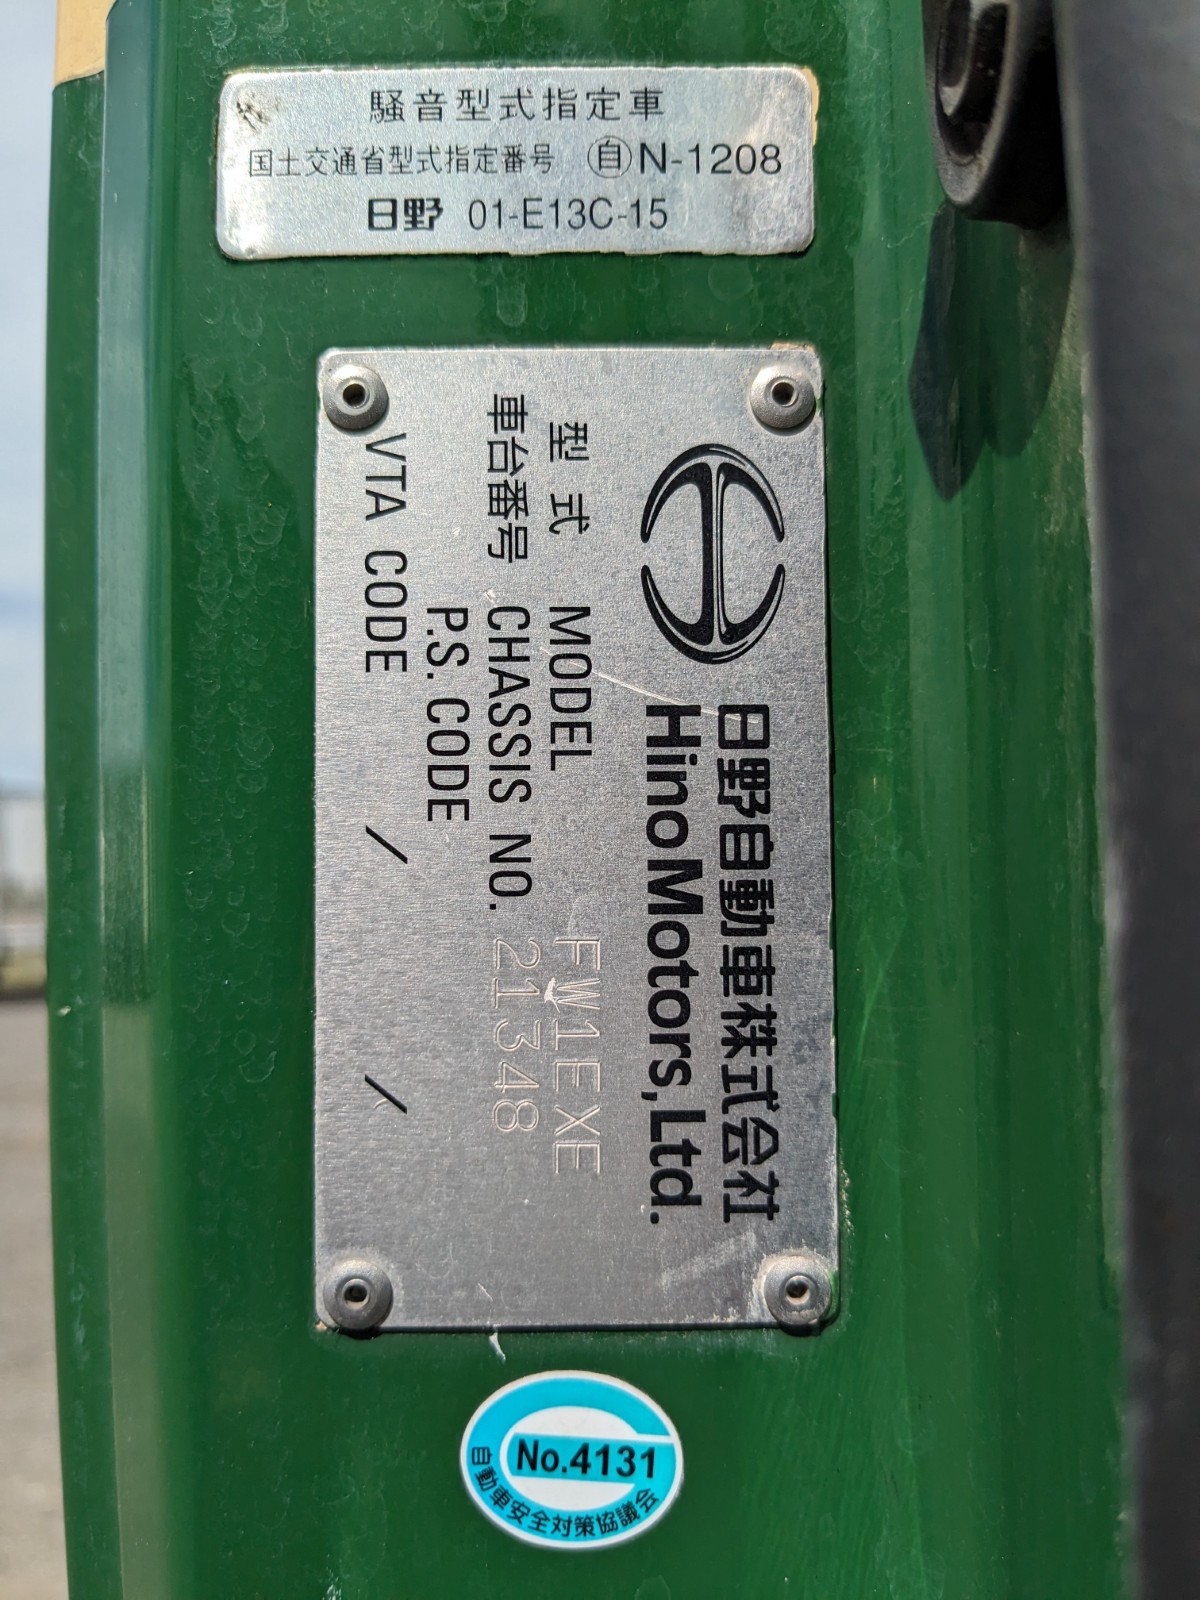 騒音型式指定車
国土交通省型式指定番号 自N-1208
日野 01-E13C-15
日野自動車株式会社
Hino Motors, Ltd.
型式 MODEL FW1EXE
車台番号 CHASSIS NO. 21348
P.S. CODE
VTA CODE / /
No.4131
自動車安全対策協議会